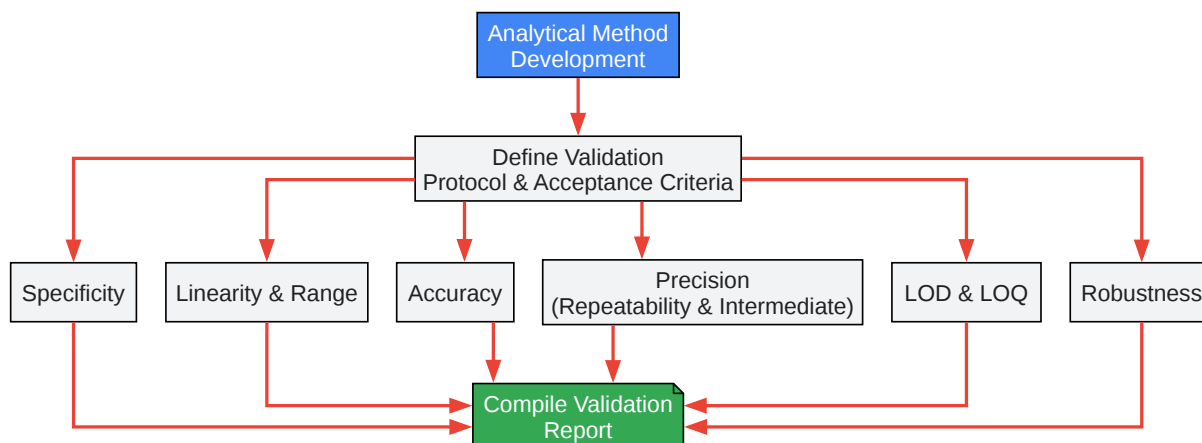 Analytical Method
Development
Define Validation
Protocol & Acceptance Criteria
Specificity
Linearity & Range
Accuracy
Precision
(Repeatability & Intermediate)
LOD & LOQ
Robustness
Compile Validation
Report